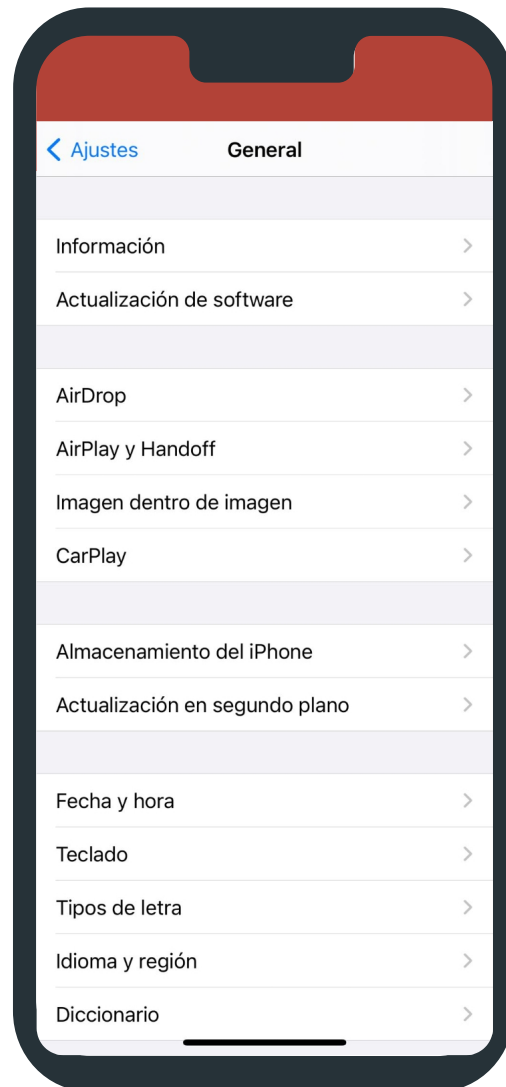 Ajustes
General
Información
Actualización de software
AirDrop
AirPlay y Handoff
Imagen dentro de imagen
CarPlay
Almacenamiento del iPhone
Actualización en segundo plano
Fecha y hora
Teclado
Tipos de letra
Idioma y región
Diccionario